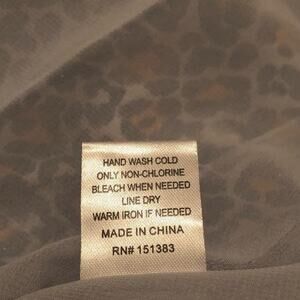 HAND WASH COLD
ONLY NON-CHLORINE
BLEACH WHEN NEEDED
LINE DRY
WARM IRON IF NEEDED
MADE IN CHINA
RN# 151383